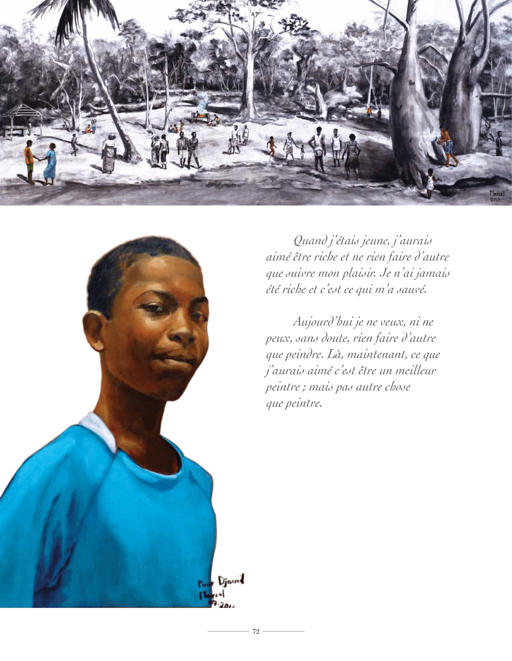 Marcel
Quand j'étais jeune, j'aurais
aimé être riche et ne rien faire d'autre
que suivre mon plaisir. Je n'ai jamais
été riche et c'est ce qui m'a sauvé.
Aujourd'hui je ne veux, ni ne
peux, sans doute, rien faire d'autre
que peindre. Là, maintenant, ce que
j'aurais aimé c'est être un meilleur
peintre ; mais pas autre chose
que peintre.
Pour
Marcel
72